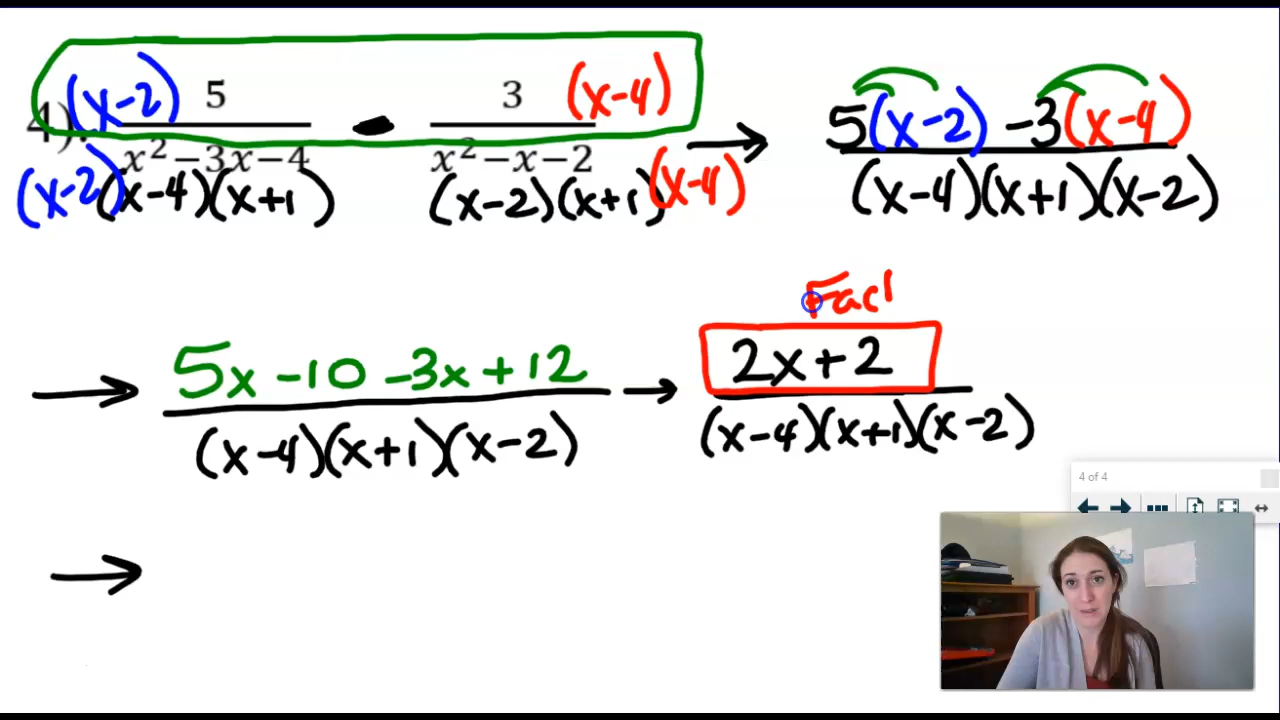 (x-2) 5 3 (x-4)
4). x² − 3x − 4 - x² − x − 2 → 5(x-2) -3(x-4)
(x-2)(x-4)(x+1) (x-2)(x+1)(x-4) (x-4)(x+1)(x-2)
Fact
→ 5x -10 -3x +12 → 2x+2
(x-4)(x+1)(x-2) (x-4)(x+1)(x-2)
4 of 4
→